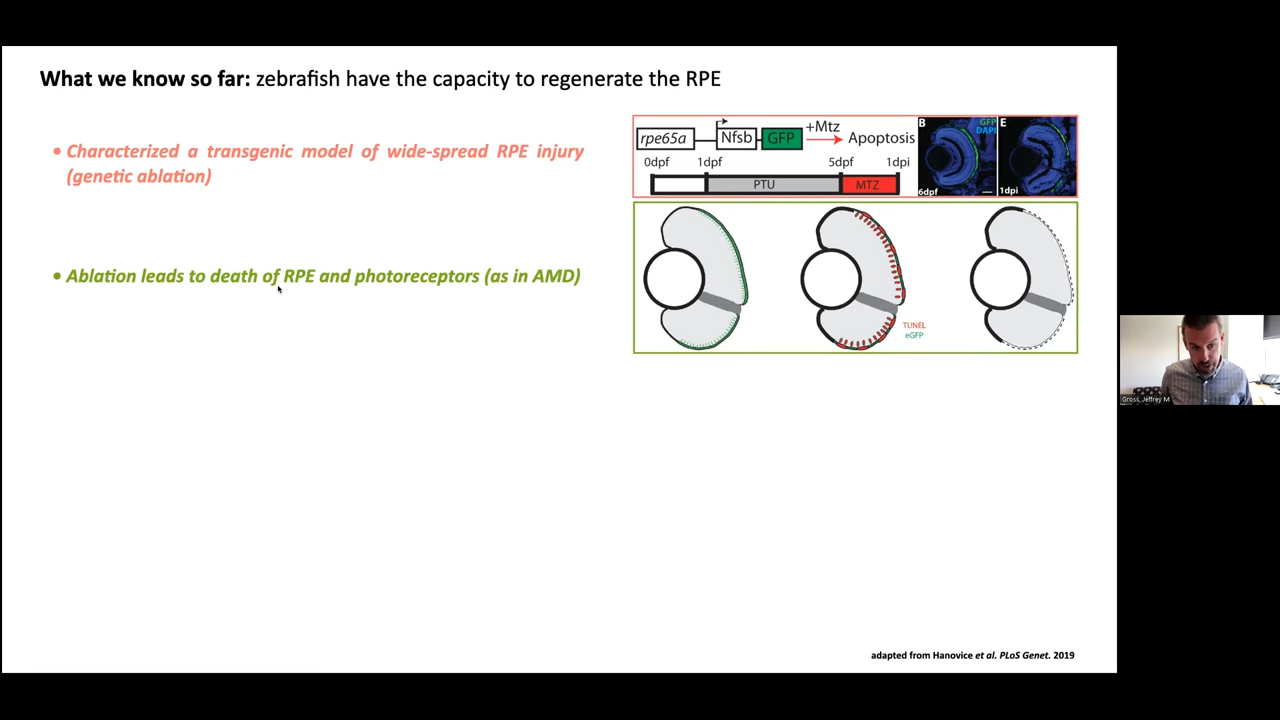 What we know so far: zebrafish have the capacity to regenerate the RPE
• Characterized a transgenic model of wide-spread RPE injury
(genetic ablation)
• Ablation leads to death of RPE and photoreceptors (as in AMD)
rpe65a Nfsb GFP +Mtz Apoptosis
0dpf 1dpf 5dpf 1dpi
PTU MTZ
B GFP
DAPI
6dpf
E
1dpi
TUNEL
eGFP
adapted from Hanovice et al. PLoS Genet. 2019
Gross, Jeffrey M